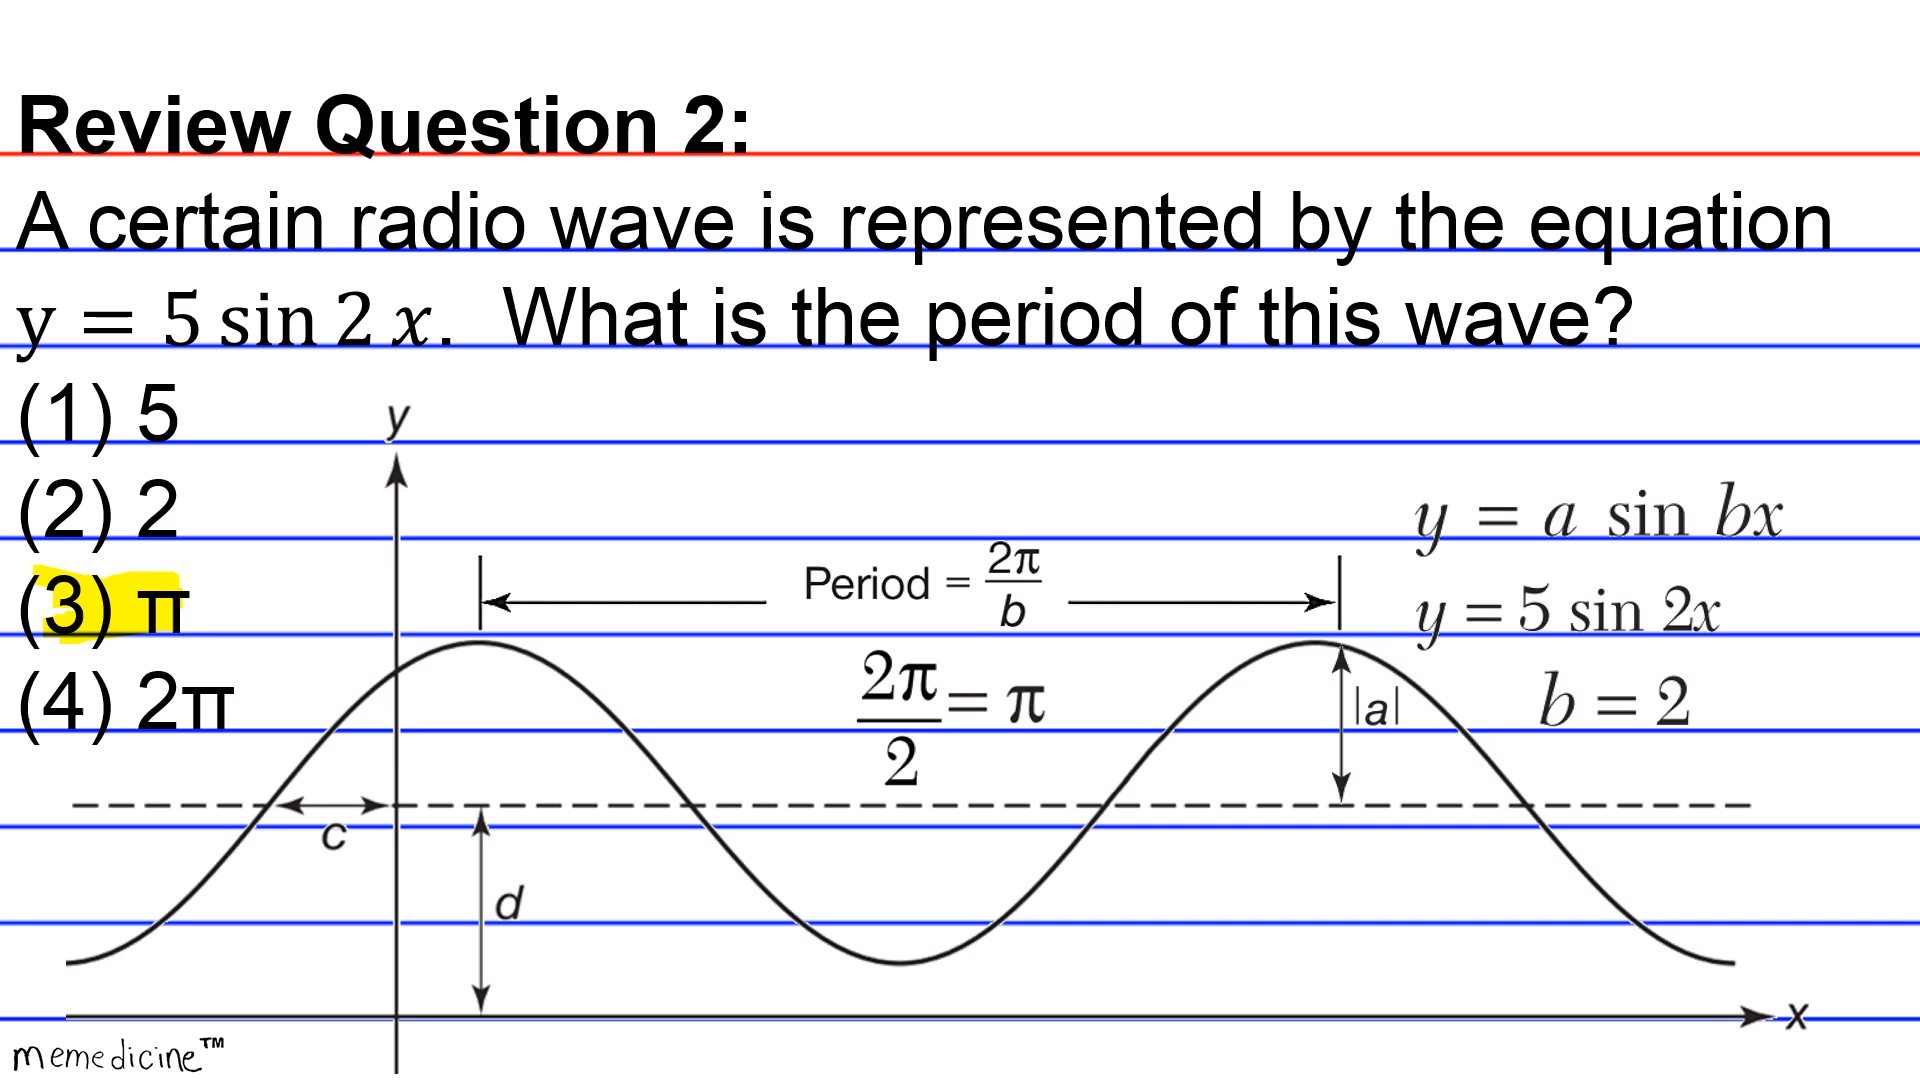 Review Question 2:
A certain radio wave is represented by the equation
y = 5 sin 2 x.  What is the period of this wave?
(1) 5
(2) 2
(3) π
(4) 2π
y
Period = 2π/b
2π/2 = π
y = a sin bx
y = 5 sin 2x
b = 2
|a|
c
d
x
memedicine™